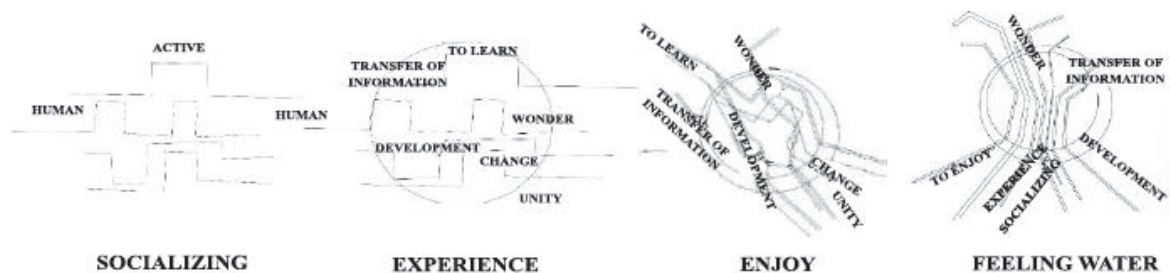 ACTIVE
HUMAN
HUMAN
SOCIALIZING
TO LEARN
TRANSFER OF
INFORMATION
WONDER
DEVELOPMENT
CHANGE
UNITY
EXPERIENCE
TO LEARN
WONDER
TRANSFER OF
INFORMATION
DEVELOPMENT
CHANGE
UNITY
ENJOY
WONDER
TRANSFER OF
INFORMATION
TO ENJOY
EXPERIENCE
SOCIALIZING
DEVELOPMENT
FEELING WATER